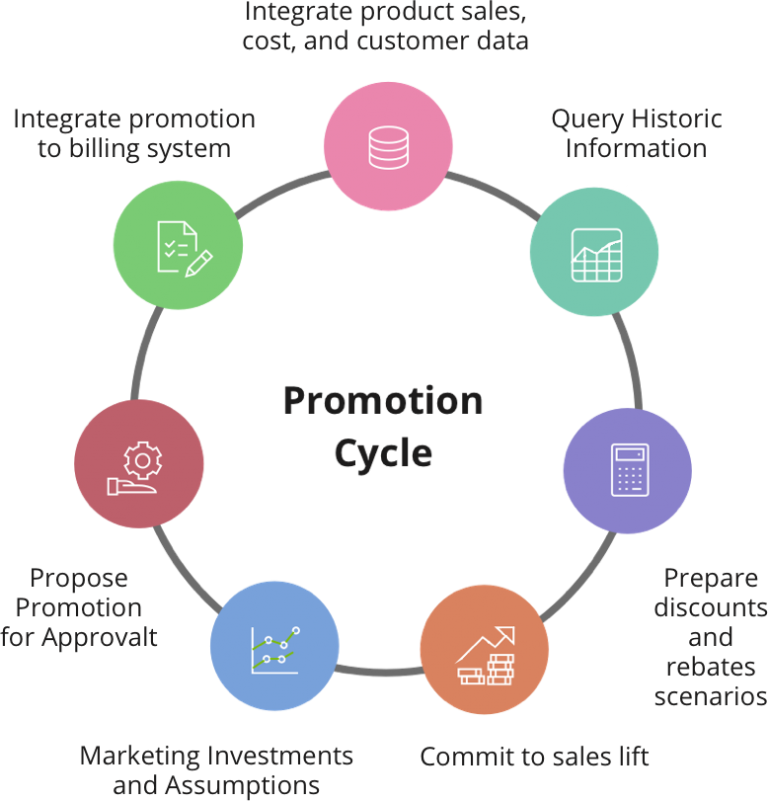 Integrate product sales,
cost, and customer data
Integrate promotion
to billing system
Query Historic
Information
Promotion
Cycle
Propose
Promotion
for Approvalt
Prepare
discounts
and
rebates
scenarios
Marketing Investments
and Assumptions
Commit to sales lift